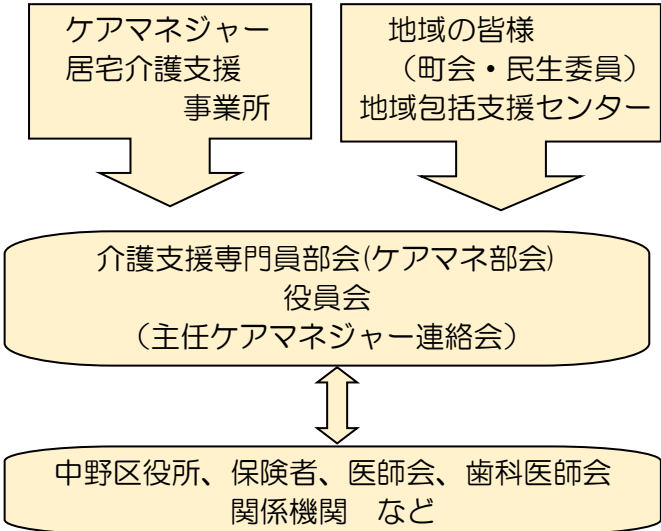 ケアマネジャー
居宅介護支援
事業所
地域の皆様
（町会・民生委員）
地域包括支援センター
介護支援専門員部会(ケアマネ部会)
役員会
（主任ケアマネジャー連絡会）
中野区役所、保険者、医師会、歯科医師会
関係機関　など